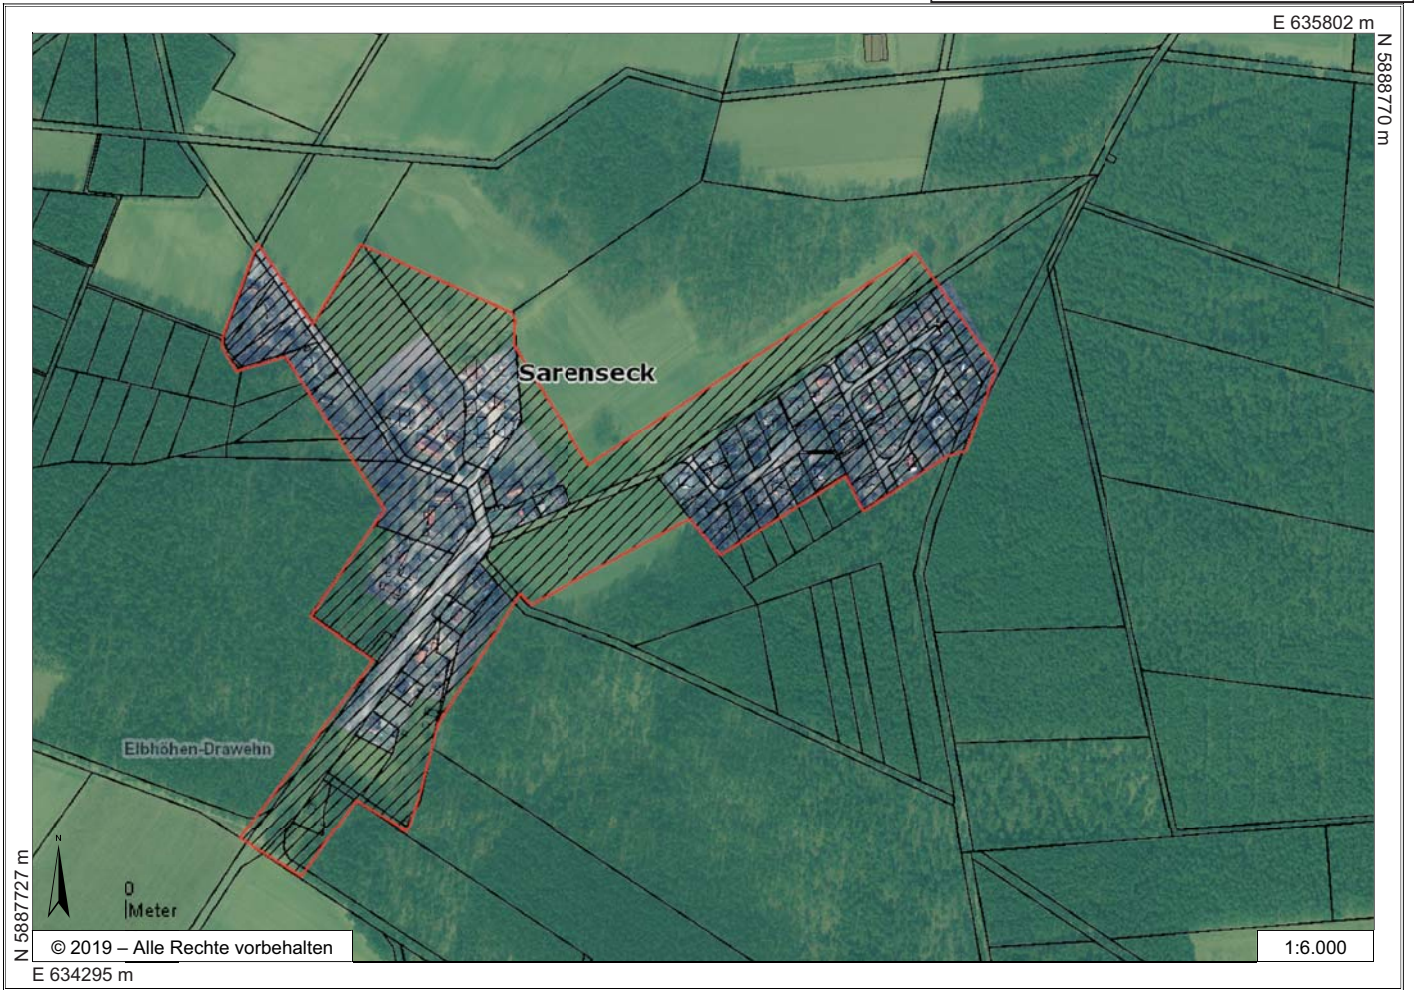 E 635802 m
N 5888770 m
Sarenseck
Elbhöhen-Drawehn
N
0
Meter
N 5887727 m
© 2019 – Alle Rechte vorbehalten
1:6.000
E 634295 m